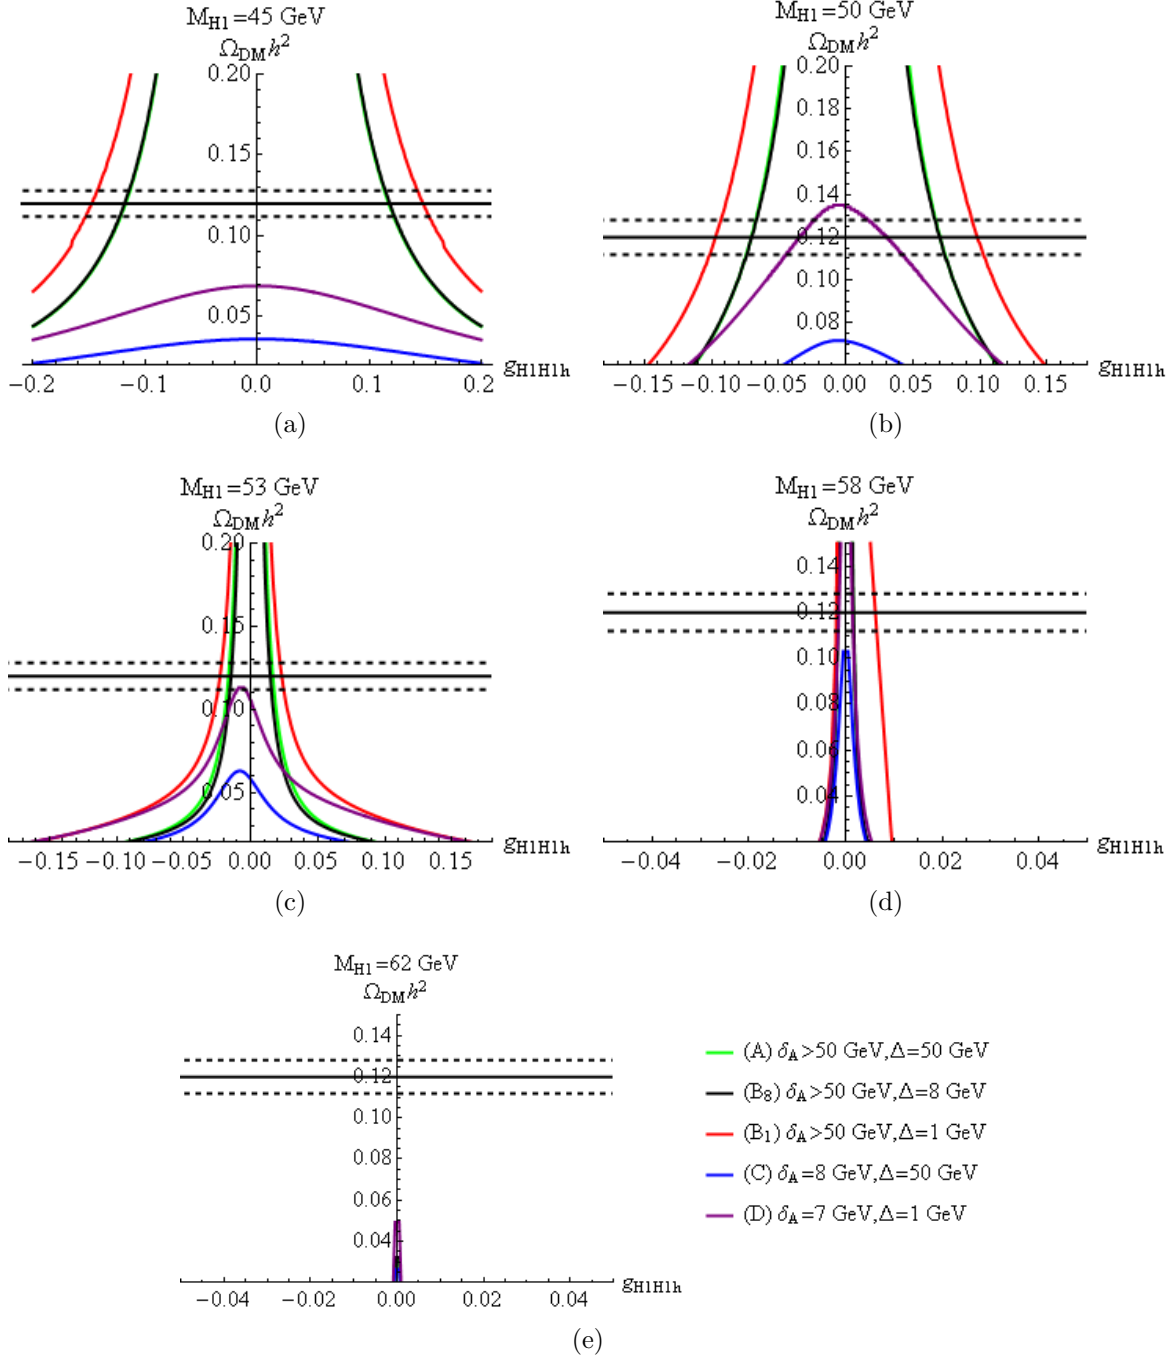 M_H1=45 GeV
Ω_DM h²
0.20
0.15
0.10
0.05
−0.2 −0.1 0.0 0.1 0.2 g_H1H1h
(a)
M_H1=50 GeV
Ω_DM h²
0.20
0.18
0.16
0.14
0.12
0.10
0.08
−0.15 −0.10 −0.05 0.00 0.05 0.10 0.15 g_H1H1h
(b)
M_H1=53 GeV
Ω_DM h²
0.20
0.15
0.10
0.05
−0.15 −0.10 −0.05 0.00 0.05 0.10 0.15 g_H1H1h
(c)
M_H1=58 GeV
Ω_DM h²
0.14
0.12
0.10
0.08
0.06
0.04
−0.04 −0.02 0.00 0.02 0.04 g_H1H1h
(d)
M_H1=62 GeV
Ω_DM h²
0.14
0.12
0.10
0.08
0.06
0.04
−0.04 −0.02 0.00 0.02 0.04 g_H1H1h
(e)
(A) δ_A>50 GeV,Δ=50 GeV
(B_8) δ_A>50 GeV,Δ=8 GeV
(B_1) δ_A>50 GeV,Δ=1 GeV
(C) δ_A=8 GeV,Δ=50 GeV
(D) δ_A=7 GeV,Δ=1 GeV